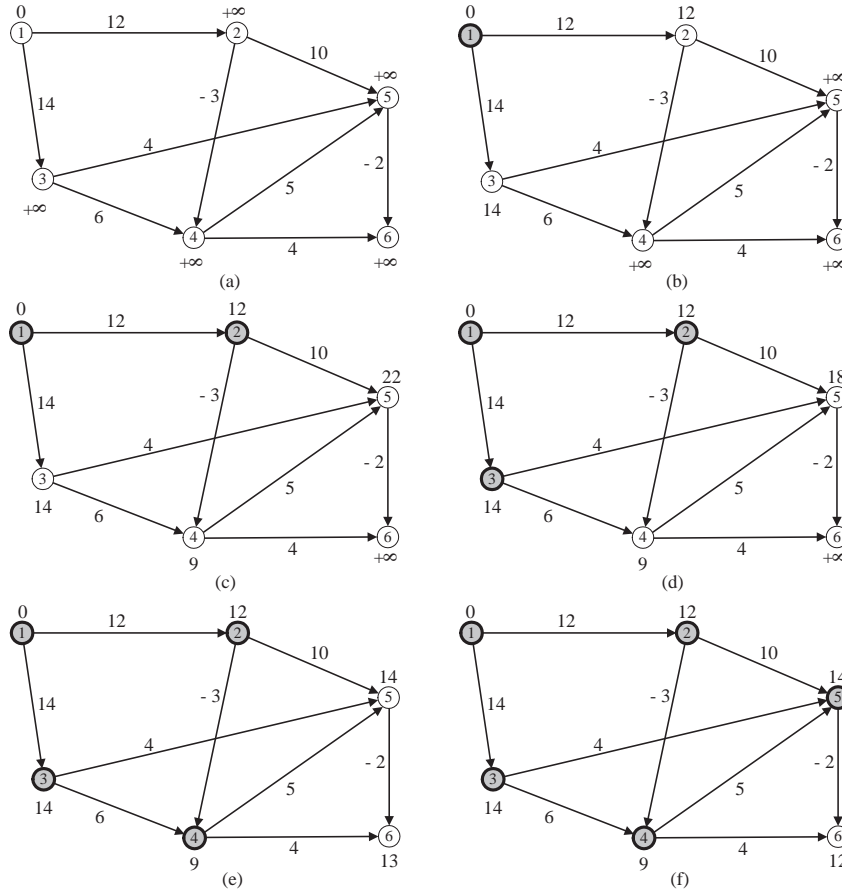 0 +∞ 0 12
1 12 2 1 12 2
10 10
+∞ +∞
5 5
14 - 3 14 - 3
4 4
- 2 - 2
3 3
5 5
+∞ 6 14 6
4 4 6 4 4 6
+∞ +∞ +∞ +∞
(a) (b)
0 12 0 12
1 12 2 1 12 2
10 10
22 18
5 5
14 - 3 14 - 3
4 4
- 2 - 2
3 3
5 5
14 6 14 6
4 4 6 4 4 6
9 +∞ 9 +∞
(c) (d)
0 12 0 12
1 12 2 1 12 2
10 10
14 14
5 5
14 - 3 14 - 3
4 4
- 2 - 2
3 3
5 5
14 6 14 6
4 4 6 4 4 6
9 13 9 12
(e) (f)